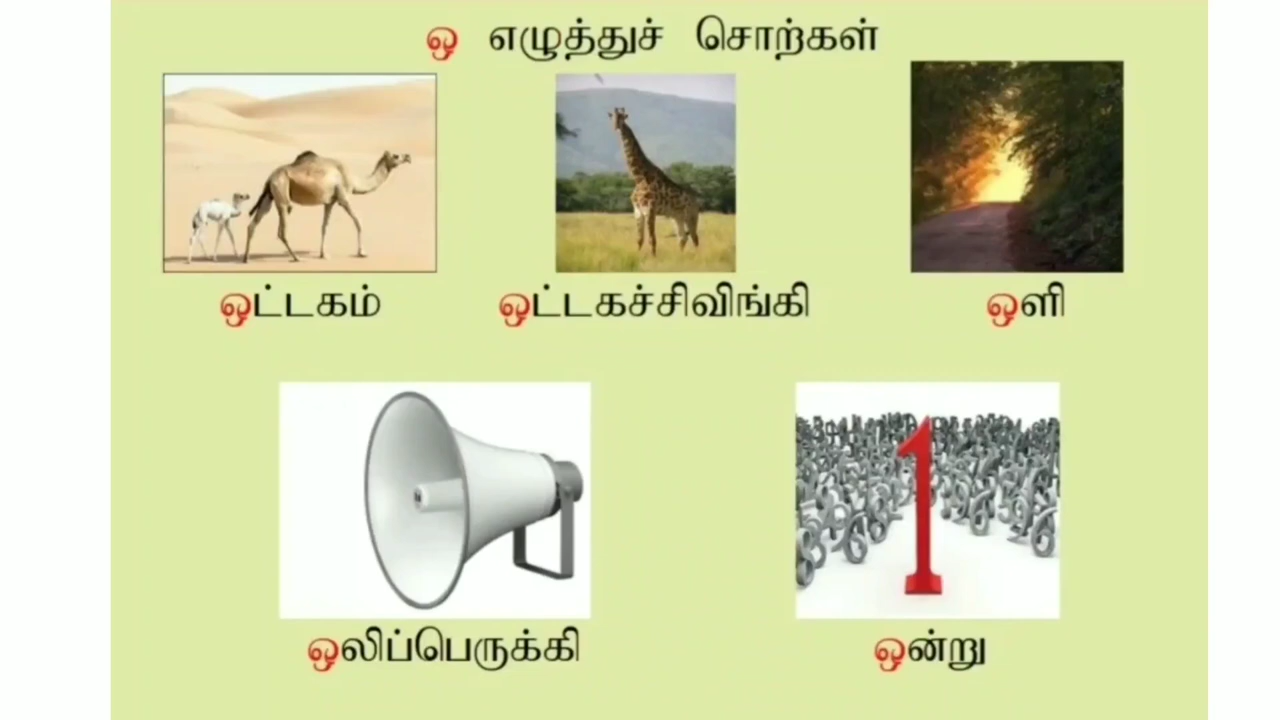 ஒ எழுத்துச் சொற்கள்
ஒட்டகம்
ஒட்டகச்சிவிங்கி
ஒளி
ஒலிப்பெருக்கி
ஒன்று